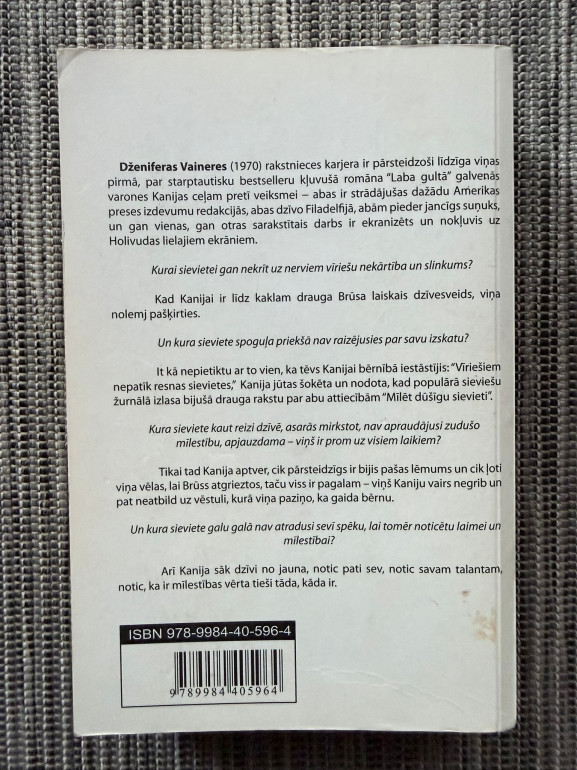 Dženiferas Vaineres (1970) rakstnieces karjera ir pārsteidzoši līdzīga viņas
pirmā, par starptautisku bestselleru kļuvušā romāna "Laba gultā" galvenās
varones Kanijas ceļam pretī veiksmei – abas ir strādājušas dažādu Amerikas
preses izdevumu redakcijās, abas dzīvo Filadelfijā, abām pieder jancīgs suņuks,
un gan vienas, gan otras sarakstītais darbs ir ekranizēts un nokļuvis uz
Holivudas lielajiem ekrāniem.
Kurai sievietei gan nekrīt uz nerviem vīriešu nekārtība un slinkums?
Kad Kanijai ir līdz kaklam drauga Brūsa laiskais dzīvesveids, viņa
nolemj pašķirties.
Un kura sieviete spoguļa priekšā nav raizējusies par savu izskatu?
It kā nepietiktu ar to vien, ka tēvs Kanijai bērnībā iestāstījis: "Vīriešiem
nepatīk resnas sievietes," Kanija jūtas šokēta un nodota, kad populārā sieviešu
žurnālā izlasa bijušā drauga rakstu par abu attiecībām "Mīlēt dūšīgu sievieti".
Kura sieviete kaut reizi dzīvē, asarās mirkstot, nav apraudājusi zudušo
mīlestību, apjauzdama – viņš ir prom uz visiem laikiem?
Tikai tad Kanija aptver, cik pārsteidzīgs ir bijis pašas lēmums un cik ļoti
viņa vēlas, lai Brūss atgrieztos, taču viss ir pagalam – viņš Kaniju vairs negrib un
pat neatbild uz vēstuli, kurā viņa paziņo, ka gaida bērnu.
Un kura sieviete galu galā nav atradusi sevī spēku, lai tomēr noticētu laimei un
mīlestībai?
Arī Kanija sāk dzīvi no jauna, notic pati sev, notic savam talantam,
notic, ka ir mīlestības vērta tieši tāda, kāda ir.
ISBN 978-9984-40-596-4
9 789984 405964